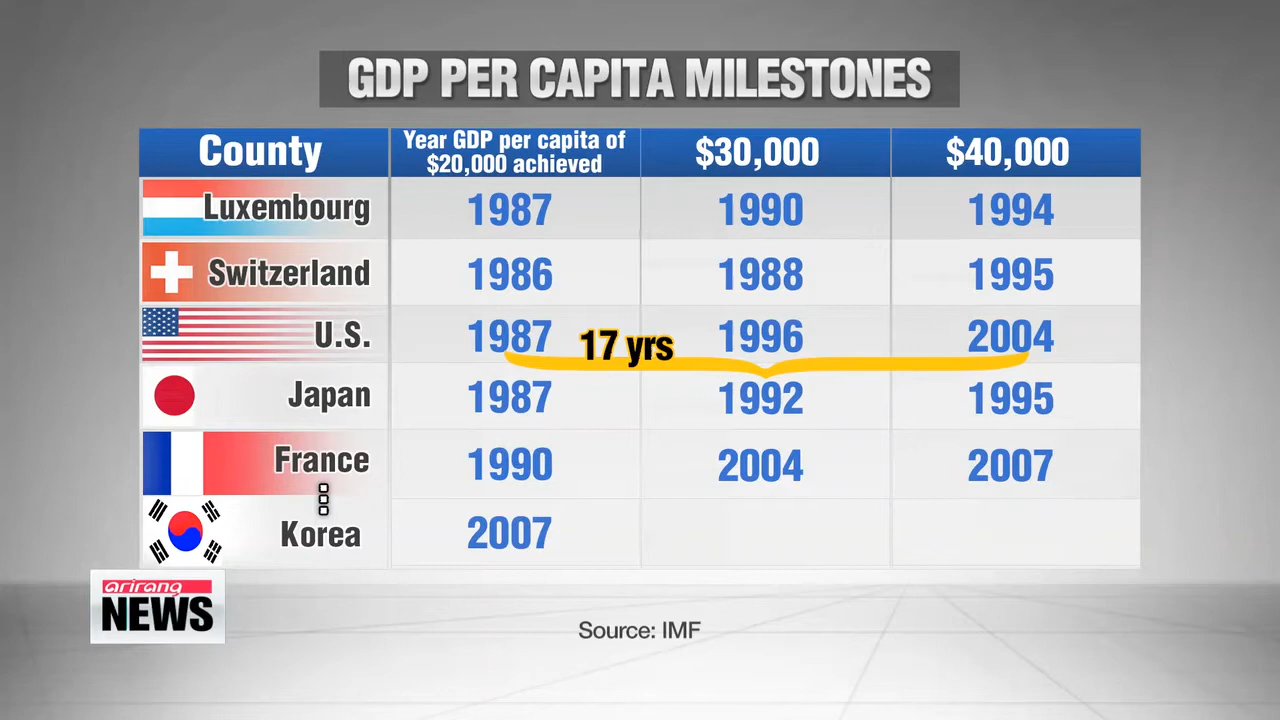 GDP PER CAPITA MILESTONES
County
Year GDP per capita of
$20,000 achieved
$30,000
$40,000
Luxembourg
1987
1990
1994
Switzerland
1986
1988
1995
U.S.
1987
1996
2004
17 yrs
Japan
1987
1992
1995
France
1990
2004
2007
Korea
2007
arirang
NEWS
Source: IMF